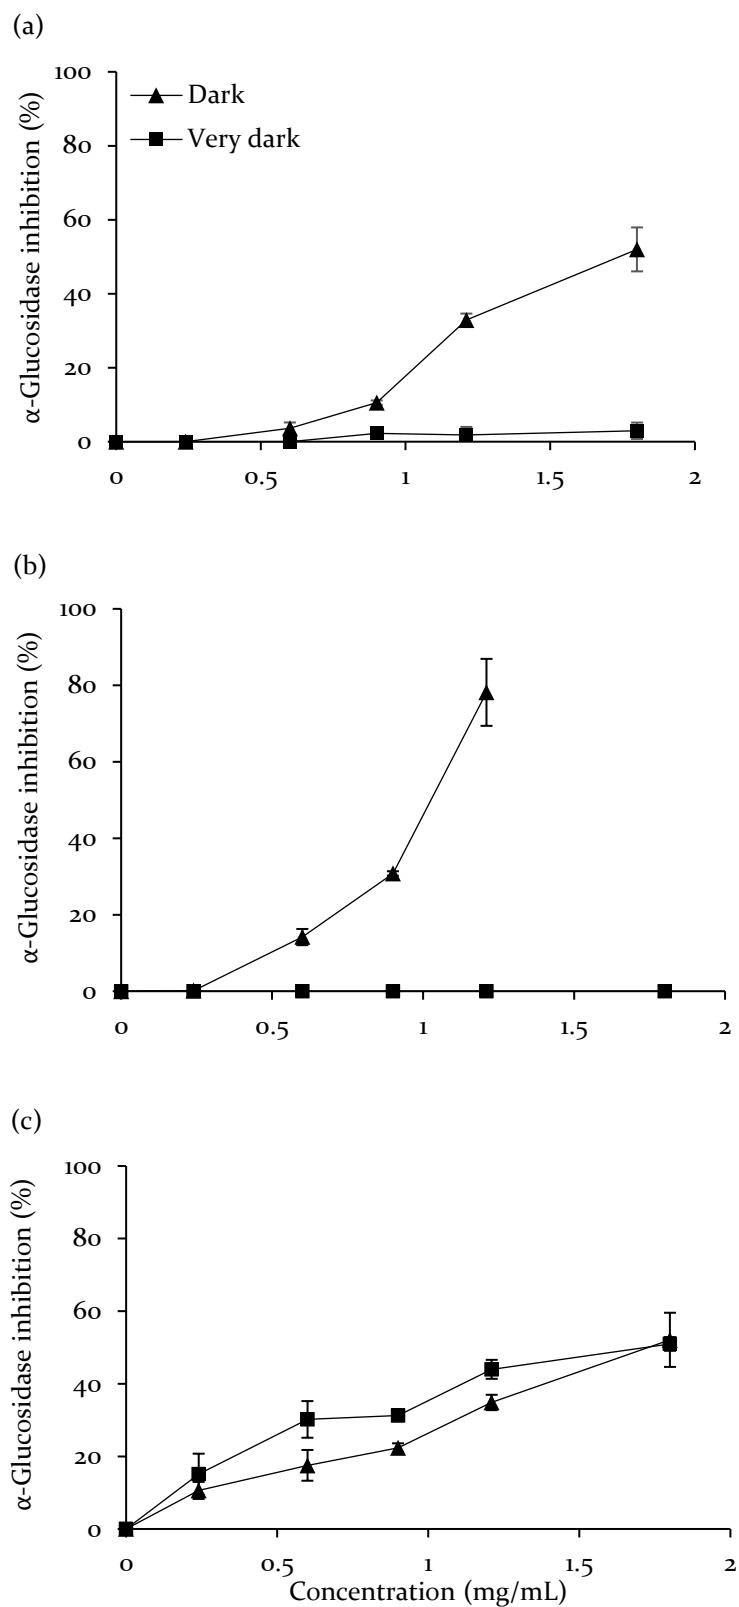 (a)
α-Glucosidase inhibition (%)
100
80
60
40
20
0
Dark
Very dark
0 0.5 1 1.5 2
(b)
α-Glucosidase inhibition (%)
100
80
60
40
20
0
0 0.5 1 1.5 2
(c)
α-Glucosidase inhibition (%)
100
80
60
40
20
0
0 0.5 1 1.5 2
Concentration (mg/mL)